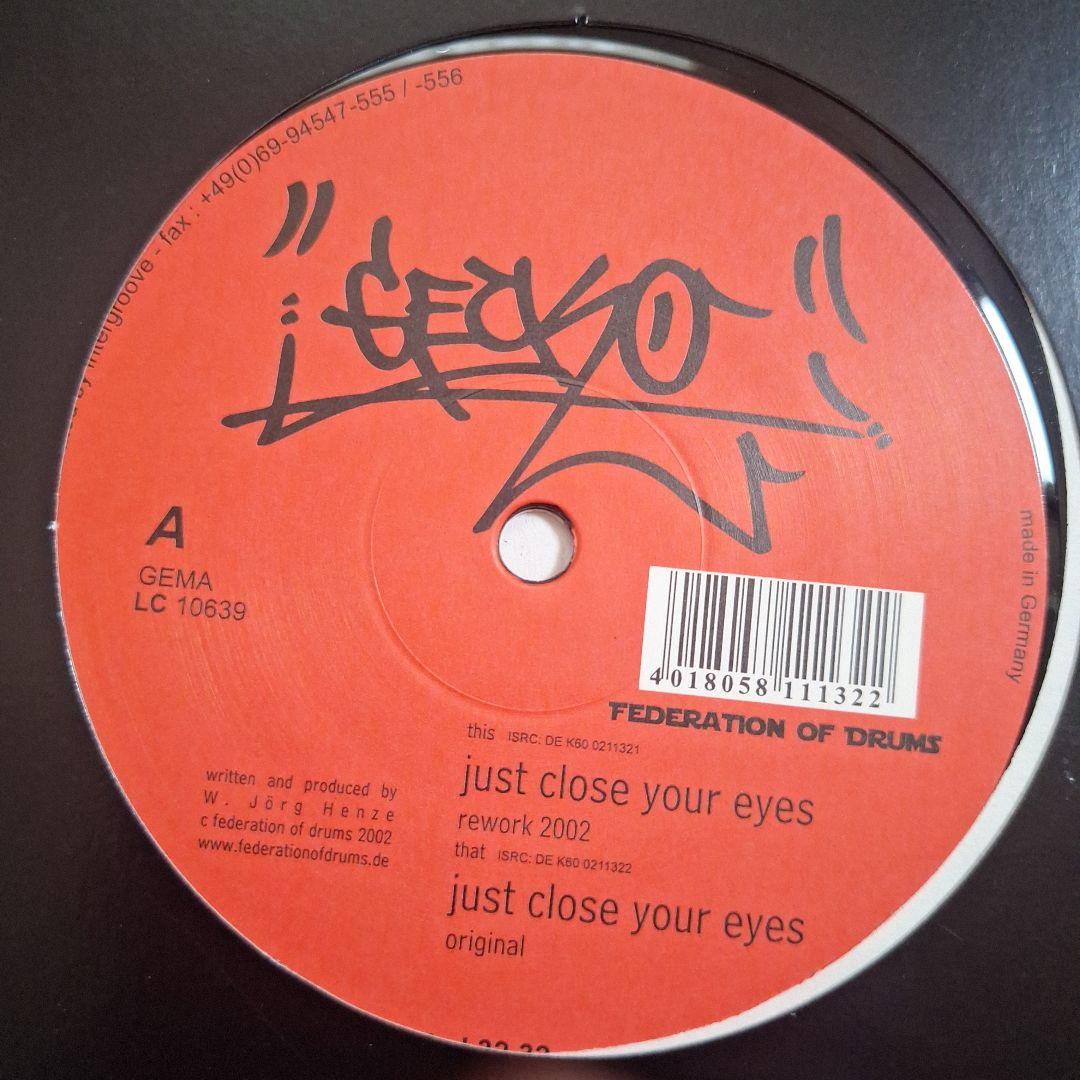 by intergroove - fax : +49(0)69-94547-555 / -556
"GECKO"
A
GEMA
LC 10639
made in Germany
4 018058 111322
FEDERATION OF DRUMS
this ISRC: DE K60 0211321
just close your eyes
rework 2002
that ISRC: DE K60 0211322
just close your eyes
original
written and produced by
W. Jörg Henze
c federation of drums 2002
www.federationofdrums.de